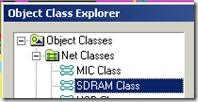 Object Class Explorer
Object Classes
Net Classes
MIC Class
SDRAM Class